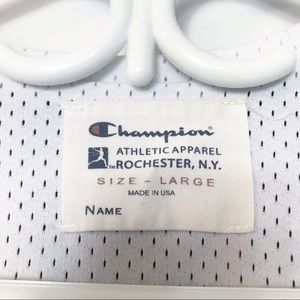 Champion
ATHLETIC APPAREL
ROCHESTER, N.Y.
SIZE - LARGE
MADE IN USA
NAME